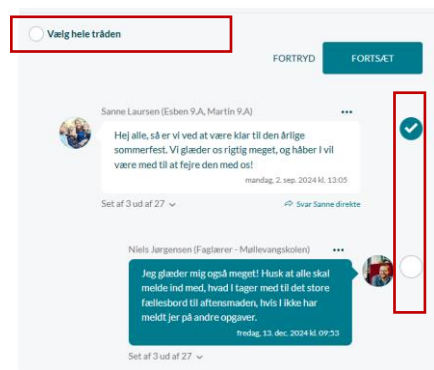 Vælg hele tråden
FORTRYD
FORTSÆT
Sanne Laursen (Esben 9.A, Martin 9.A)
Hej alle, så er vi ved at være klar til den årlige
sommerfest. Vi glæder os rigtig meget, og håber I vil
være med til at fejre den med os!
mandag, 2. sep. 2024 kl. 13:05
Set af 3 ud af 27
Svar Sanne direkte
Niels Jørgensen (Faglærer - Møllevangskolen)
Jeg glæder mig også meget! Husk at alle skal
melde ind med, hvad I tager med til det store
fællesbord til aftensmaden, hvis I ikke har
meldt jer på andre opgaver.
fredag, 13. dec. 2024 kl. 09:53
Set af 3 ud af 27